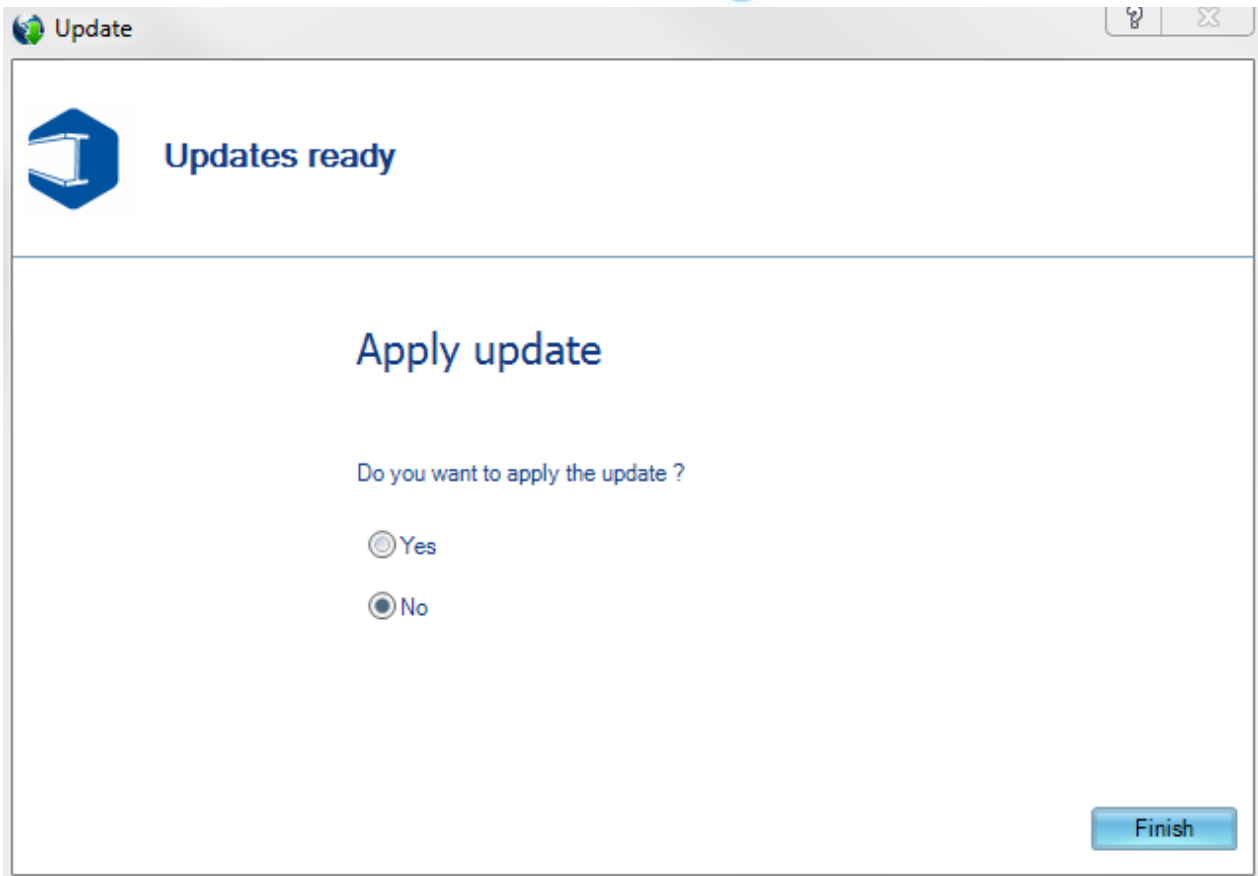 Update
Updates ready
Apply update
Do you want to apply the update ?
Yes
No
Finish